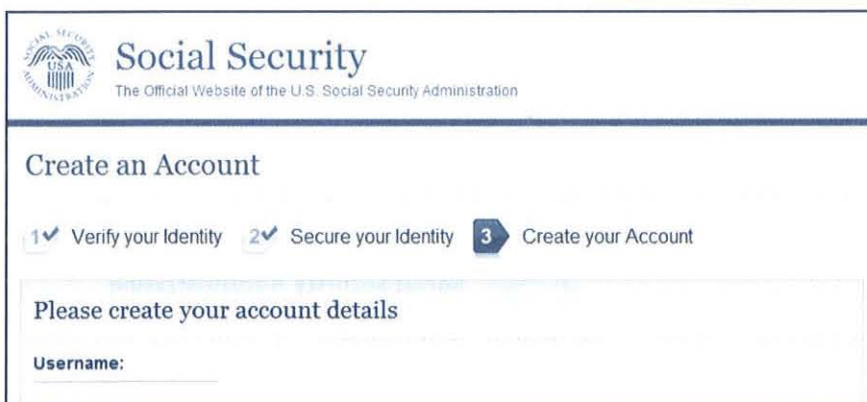 SOCIAL SECURITY ADMINISTRATION
USA
Social Security
The Official Website of the U.S. Social Security Administration
Create an Account
1 Verify your Identity 2 Secure your Identity 3 Create your Account
Please create your account details
Username: